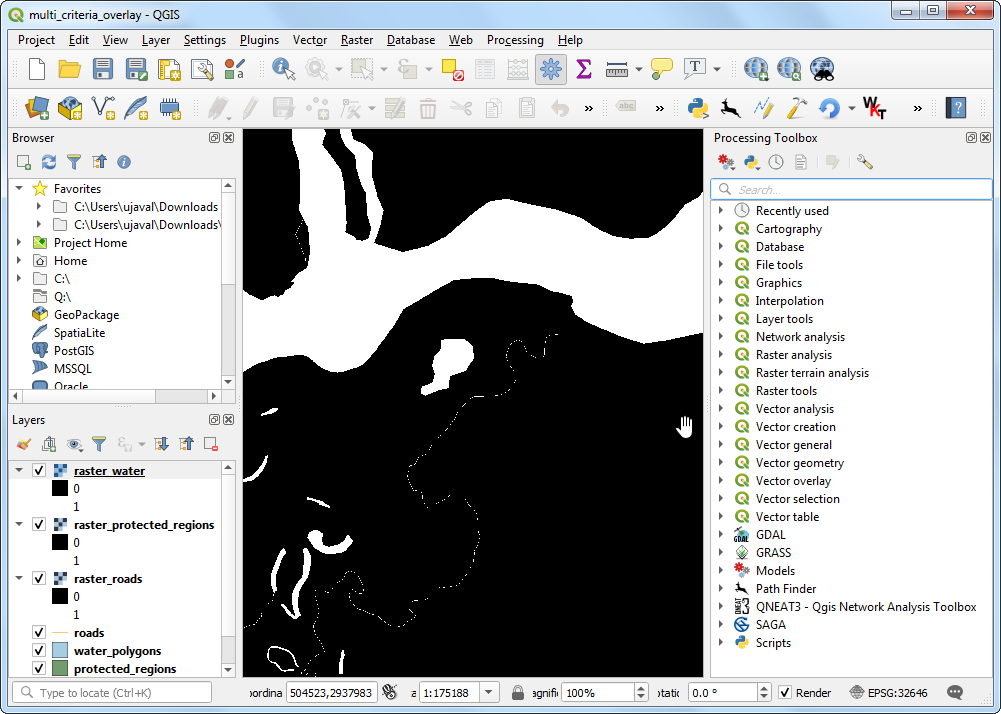 multi_criteria_overlay - QGIS
Project Edit View Layer Settings Plugins Vector Raster Database Web Processing Help
abc
WKT
Browser
Favorites
C:\Users\ujaval\Downloads
C:\Users\ujaval\Downloads\
Project Home
Home
C:\
Q:\
GeoPackage
SpatiaLite
PostGIS
MSSQL
Oracle
Layers
raster_water
0
1
raster_protected_regions
0
1
raster_roads
0
1
roads
water_polygons
protected_regions
Processing Toolbox
Search...
Recently used
Cartography
Database
File tools
Graphics
Interpolation
Layer tools
Network analysis
Raster analysis
Raster terrain analysis
Raster tools
Vector analysis
Vector creation
Vector general
Vector geometry
Vector overlay
Vector selection
Vector table
GDAL
GRASS
Models
Path Finder
QNEAT3 - Qgis Network Analysis Toolbox
SAGA
Scripts
Type to locate (Ctrl+K) oordina 504523,2937983 a 1:175188 agnifi 100% otatic 0.0 ° Render EPSG:32646